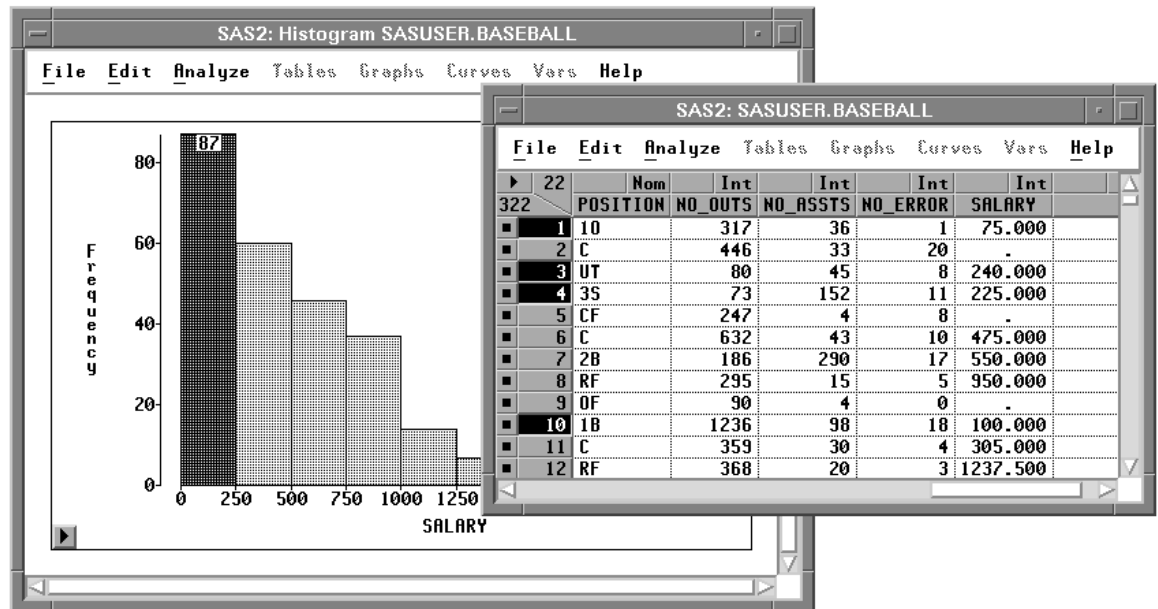 SAS2: Histogram SASUSER.BASEBALL
File Edit Analyze Tables Graphs Curves Vars Help
87
80
60
40
20
0
Frequency
0 250 500 750 1000 1250
SALARY
SAS2: SASUSER.BASEBALL
File Edit Analyze Tables Graphs Curves Vars Help
22 Nom Int Int Int Int
322 POSITION NO_OUTS NO_ASSTS NO_ERROR SALARY
1 1O 317 36 1 75.000
2 C 446 33 20 .
3 UT 80 45 8 240.000
4 3S 73 152 11 225.000
5 CF 247 4 8 .
6 C 632 43 10 475.000
7 2B 186 290 17 550.000
8 RF 295 15 5 950.000
9 OF 90 4 0 .
10 1B 1236 98 18 100.000
11 C 359 30 4 305.000
12 RF 368 20 3 1237.500